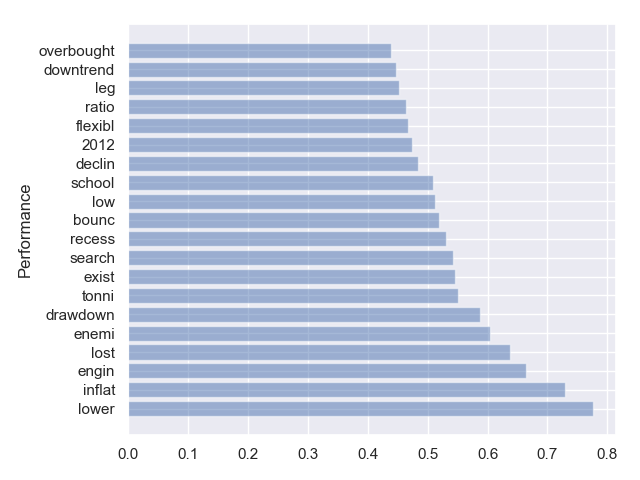 overbought
downtrend
leg
ratio
flexibl
2012
declin
school
low
bounc
recess
search
exist
tonni
drawdown
enemi
lost
engin
inflat
lower
Performance
0.0 0.1 0.2 0.3 0.4 0.5 0.6 0.7 0.8